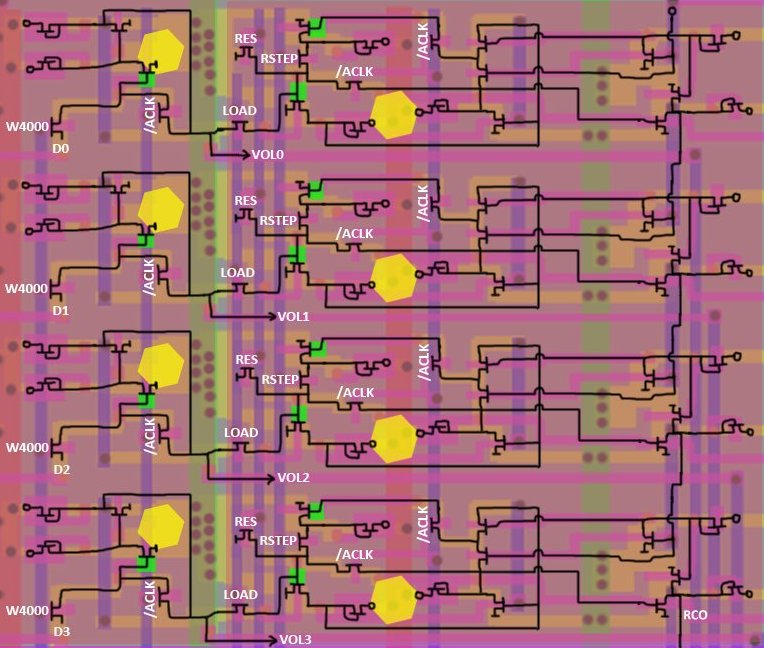 RES
/ACLK
RSTEP
/ACLK
LOAD
/ACLK
W4000
D0
VOL0
RES
/ACLK
RSTEP
/ACLK
LOAD
/ACLK
W4000
D1
VOL1
RES
/ACLK
RSTEP
/ACLK
LOAD
/ACLK
W4000
D2
VOL2
RES
/ACLK
RSTEP
/ACLK
LOAD
/ACLK
W4000
D3
RCO
VOL3